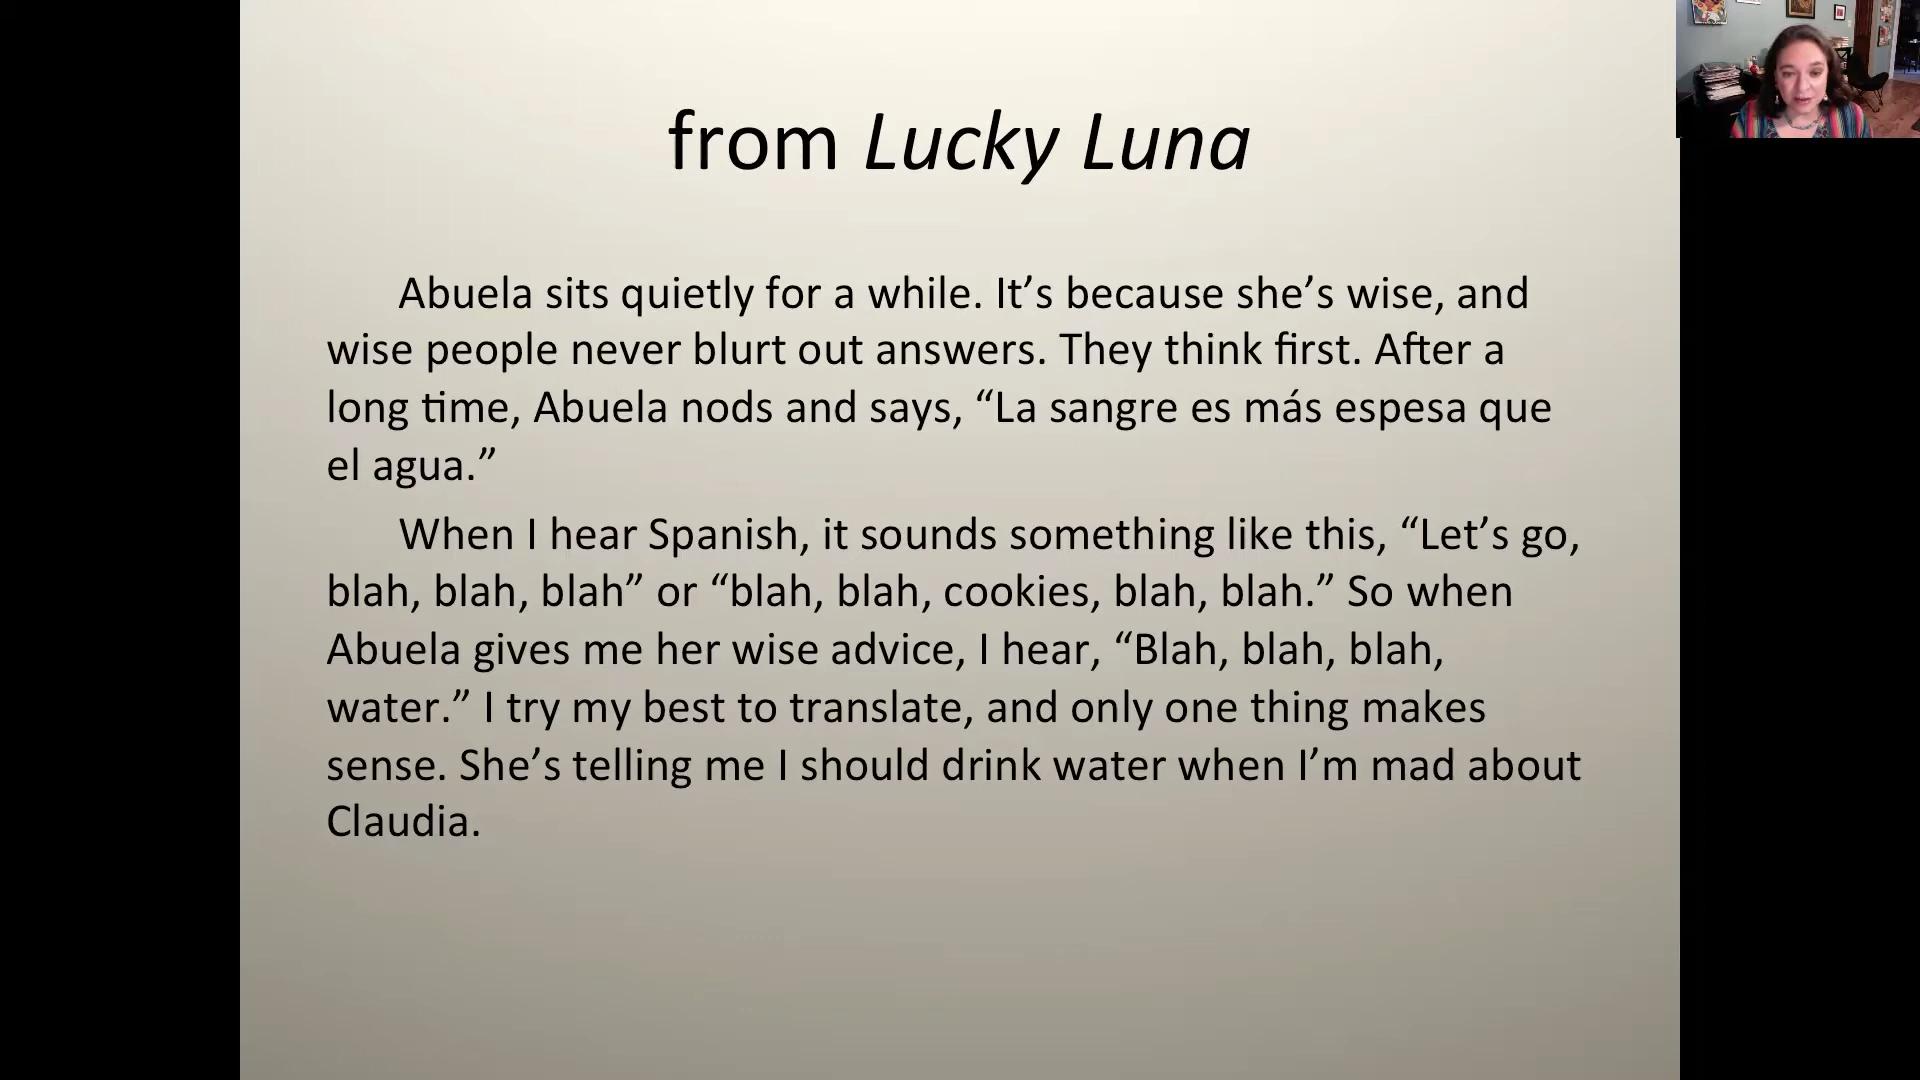 from Lucky Luna
Abuela sits quietly for a while. It’s because she’s wise, and
wise people never blurt out answers. They think first. After a
long time, Abuela nods and says, “La sangre es más espesa que
el agua.”
When I hear Spanish, it sounds something like this, “Let’s go,
blah, blah, blah” or “blah, blah, cookies, blah, blah.” So when
Abuela gives me her wise advice, I hear, “Blah, blah, blah,
water.” I try my best to translate, and only one thing makes
sense. She’s telling me I should drink water when I’m mad about
Claudia.